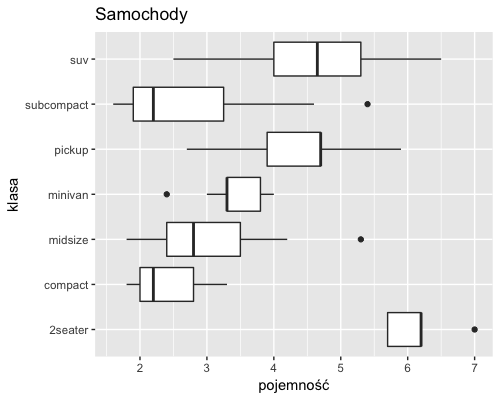 Samochody
suv
subcompact
pickup
minivan
midsize
compact
2seater
klasa
2 3 4 5 6 7
pojemność